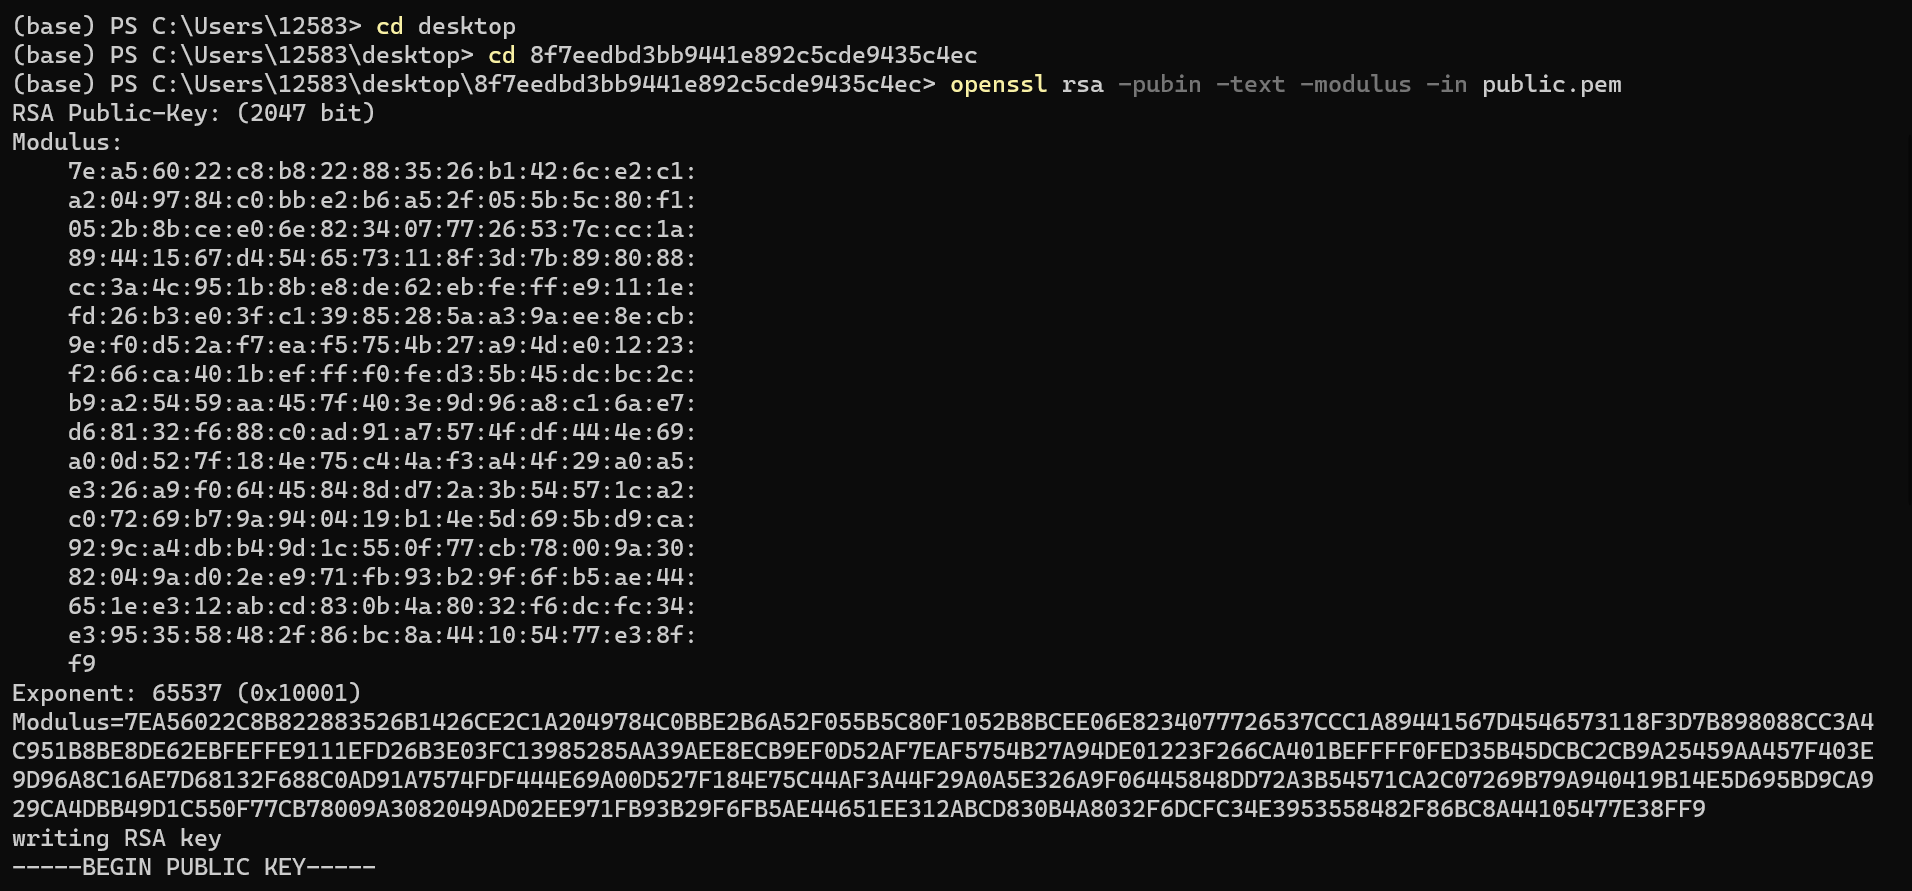 (base) PS C:\Users\12583> cd desktop
(base) PS C:\Users\12583\desktop> cd 8f7eedbd3bb9441e892c5cde9435c4ec
(base) PS C:\Users\12583\desktop\8f7eedbd3bb9441e892c5cde9435c4ec> openssl rsa -pubin -text -modulus -in public.pem
RSA Public-Key: (2047 bit)
Modulus:
    7e:a5:60:22:c8:b8:22:88:35:26:b1:42:6c:e2:c1:
    a2:04:97:84:c0:bb:e2:b6:a5:2f:05:5b:5c:80:f1:
    05:2b:8b:ce:e0:6e:82:34:07:77:26:53:7c:cc:1a:
    89:44:15:67:d4:54:65:73:11:8f:3d:7b:89:80:88:
    cc:3a:4c:95:1b:8b:e8:de:62:eb:fe:ff:e9:11:1e:
    fd:26:b3:e0:3f:c1:39:85:28:5a:a3:9a:ee:8e:cb:
    9e:f0:d5:2a:f7:ea:f5:75:4b:27:a9:4d:e0:12:23:
    f2:66:ca:40:1b:ef:ff:f0:fe:d3:5b:45:dc:bc:2c:
    b9:a2:54:59:aa:45:7f:40:3e:9d:96:a8:c1:6a:e7:
    d6:81:32:f6:88:c0:ad:91:a7:57:4f:df:44:4e:69:
    a0:0d:52:7f:18:4e:75:c4:4a:f3:a4:4f:29:a0:a5:
    e3:26:a9:f0:64:45:84:8d:d7:2a:3b:54:57:1c:a2:
    c0:72:69:b7:9a:94:04:19:b1:4e:5d:69:5b:d9:ca:
    92:9c:a4:db:b4:9d:1c:55:0f:77:cb:78:00:9a:30:
    82:04:9a:d0:2e:e9:71:fb:93:b2:9f:6f:b5:ae:44:
    65:1e:e3:12:ab:cd:83:0b:4a:80:32:f6:dc:fc:34:
    e3:95:35:58:48:2f:86:bc:8a:44:10:54:77:e3:8f:
    f9
Exponent: 65537 (0x10001)
Modulus=7EA56022C8B822883526B1426CE2C1A2049784C0BBE2B6A52F055B5C80F1052B8BCEE06E8234077726537CCC1A89441567D4546573118F3D7B898088CC3A4
C951B8BE8DE62EBFEFFE9111EFD26B3E03FC13985285AA39AEE8ECB9EF0D52AF7EAF5754B27A94DE01223F266CA401BEFFFF0FED35B45DCBC2CB9A25459AA457F403E
9D96A8C16AE7D68132F688C0AD91A7574FDF444E69A00D527F184E75C44AF3A44F29A0A5E326A9F06445848DD72A3B54571CA2C07269B79A940419B14E5D695BD9CA9
29CA4DBB49D1C550F77CB78009A3082049AD02EE971FB93B29F6FB5AE44651EE312ABCD830B4A8032F6DCFC34E3953558482F86BC8A44105477E38FF9
writing RSA key
-----BEGIN PUBLIC KEY-----